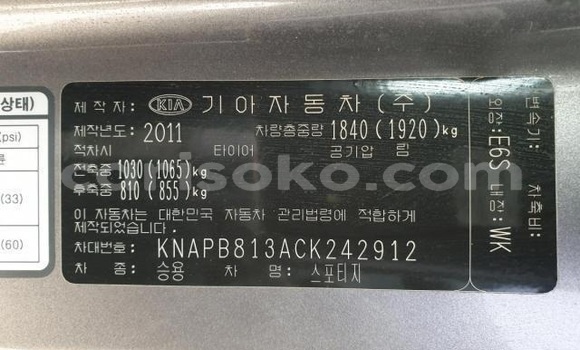 상태)
(psi)
(33)
(60)
제 작 자: KIA 기아자동차(주)
제작년도: 2011 차량총중량 1840(1920)kg
적차시 타이어 공기압 림
전축중 1030(1065)kg
후축중 810(855)kg
이 자동차는 대한민국 자동차 관리법령에 적합하게
제작되었습니다.
차대번호: KNAPB813ACK242912
차 종: 승용 차 명: 스포티지
변속기: 차축비:
외장: E6S 내장: WK
isoko.com